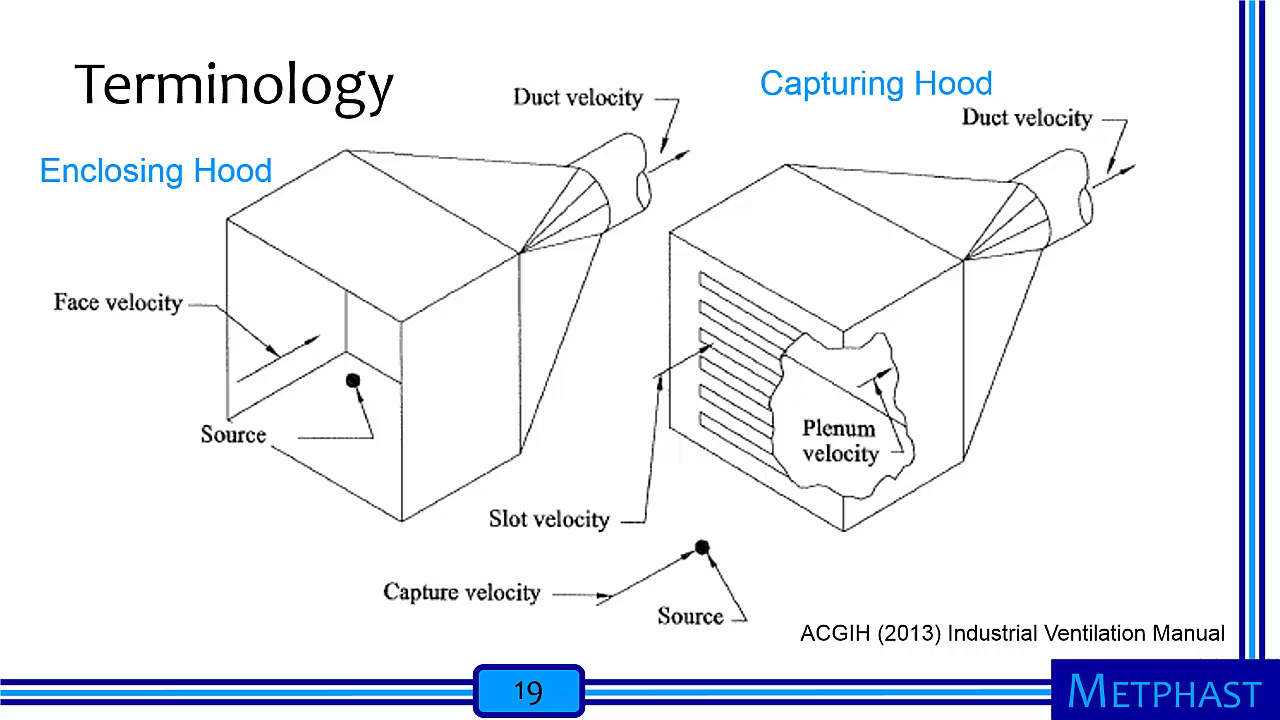 Terminology
Enclosing Hood
Duct velocity
Face velocity
Source
Capturing Hood
Duct velocity
Plenum
velocity
Slot velocity
Capture velocity
Source
ACGIH (2013) Industrial Ventilation Manual
19
METPHAST